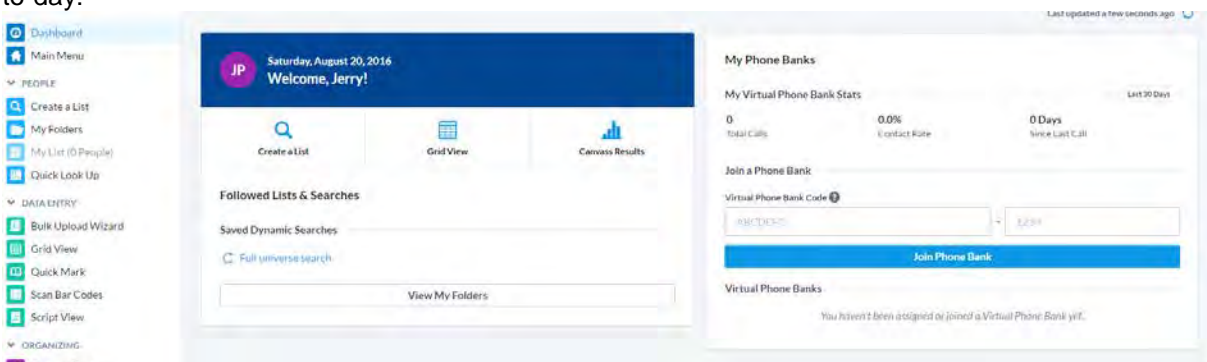 to day.
Last updated a few seconds ago
Dashboard
Main Menu
PEOPLE
Create a List
My Folders
My List (0 People)
Quick Look Up
DATA ENTRY
Bulk Upload Wizard
Grid View
Quick Mark
Scan Bar Codes
Script View
ORGANIZING
JP
Saturday, August 20, 2016
Welcome, Jerry!
Create a List
Grid View
Canvass Results
Followed Lists & Searches
Saved Dynamic Searches
Full universe search
View My Folders
My Phone Banks
My Virtual Phone Bank Stats
Last 30 Days
0
0.0%
0 Days
Total Calls
Contact Rate
Since Last Call
Join a Phone Bank
Virtual Phone Bank Code
-
1234
Join Phone Bank
Virtual Phone Banks
You haven't been assigned or joined a Virtual Phone Bank yet.